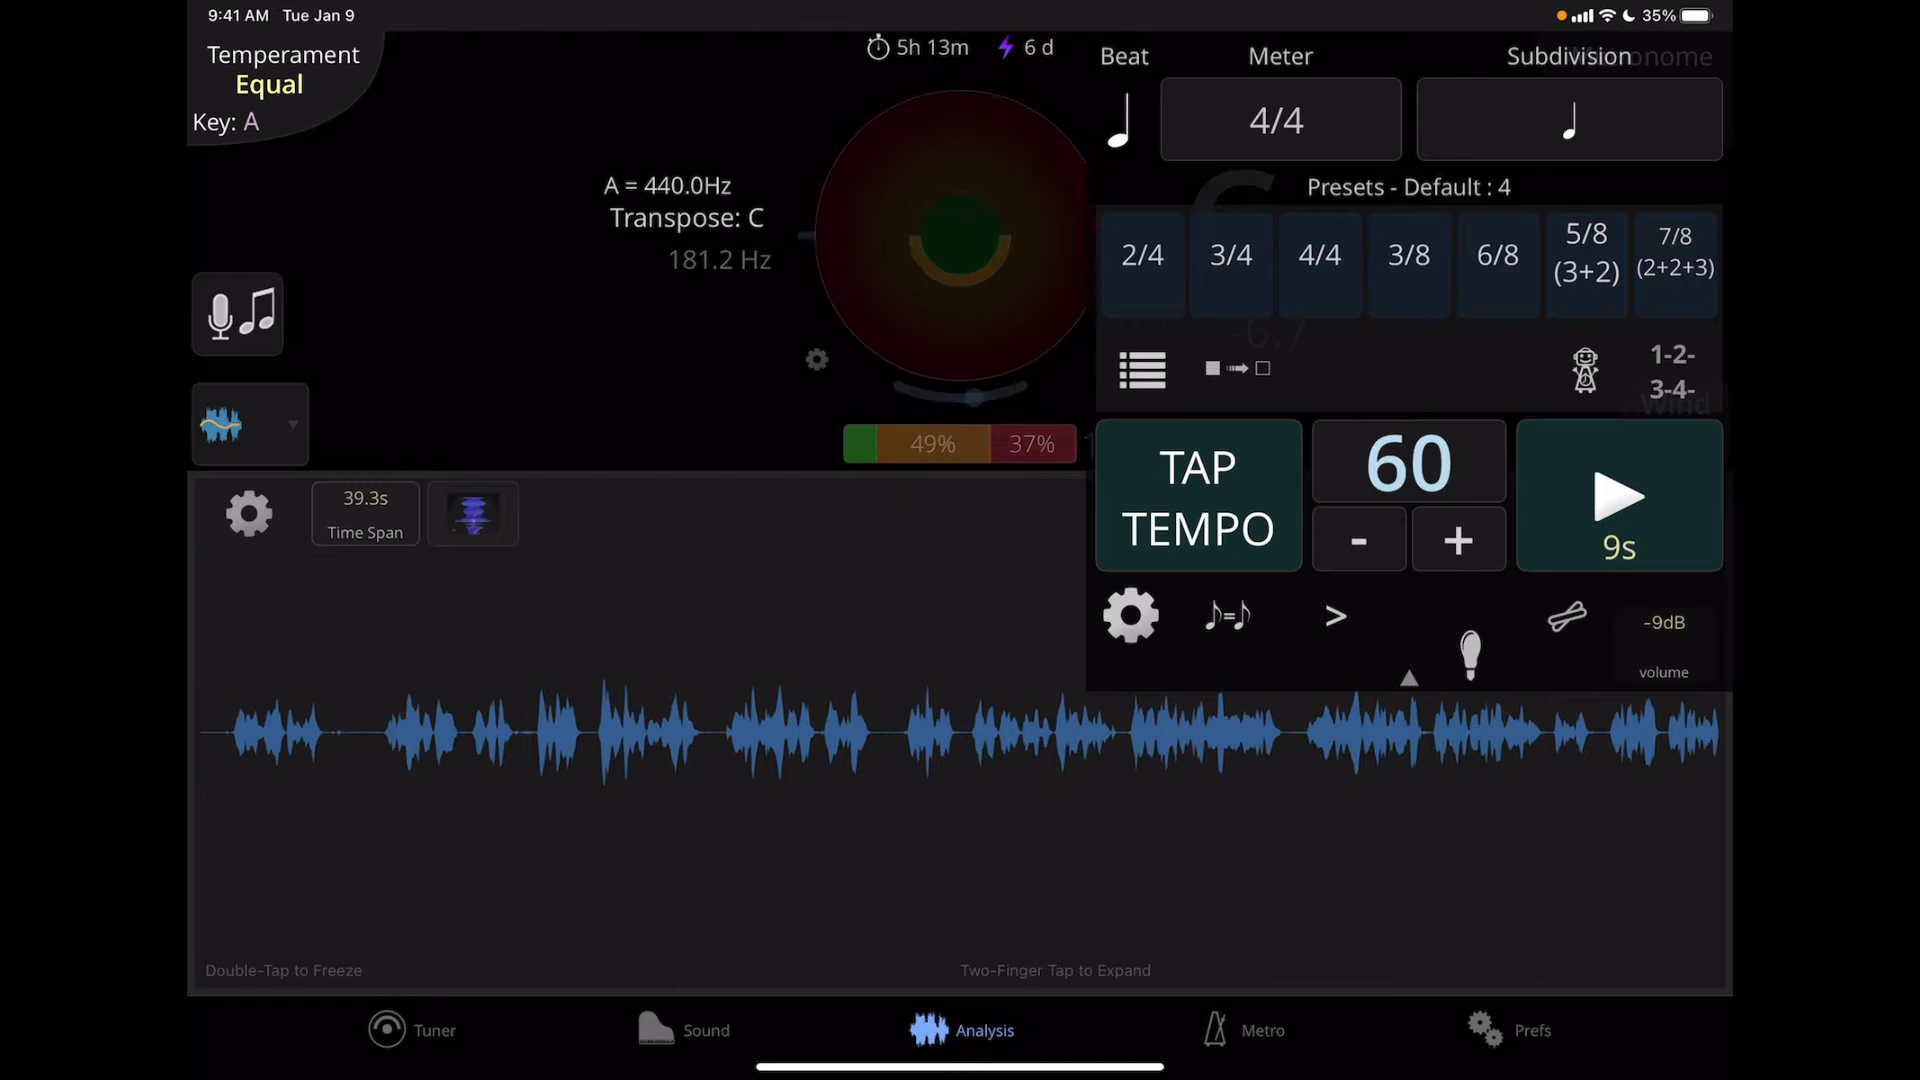 9:41 AM Tue Jan 9
35%
Temperament
Equal
Key: A
5h 13m
6 d
A = 440.0Hz
Transpose: C
181.2 Hz
49% 37%
Beat Meter Subdivision
4/4
Presets - Default : 4
2/4 3/4 4/4 3/8 6/8 5/8 (3+2) 7/8 (2+2+3)
-6.7
1-2-
3-4-
Wind
TAP
TEMPO
60
- +
9s
>
-9dB
volume
39.3s
Time Span
Double-Tap to Freeze
Two-Finger Tap to Expand
Tuner Sound Analysis Metro Prefs